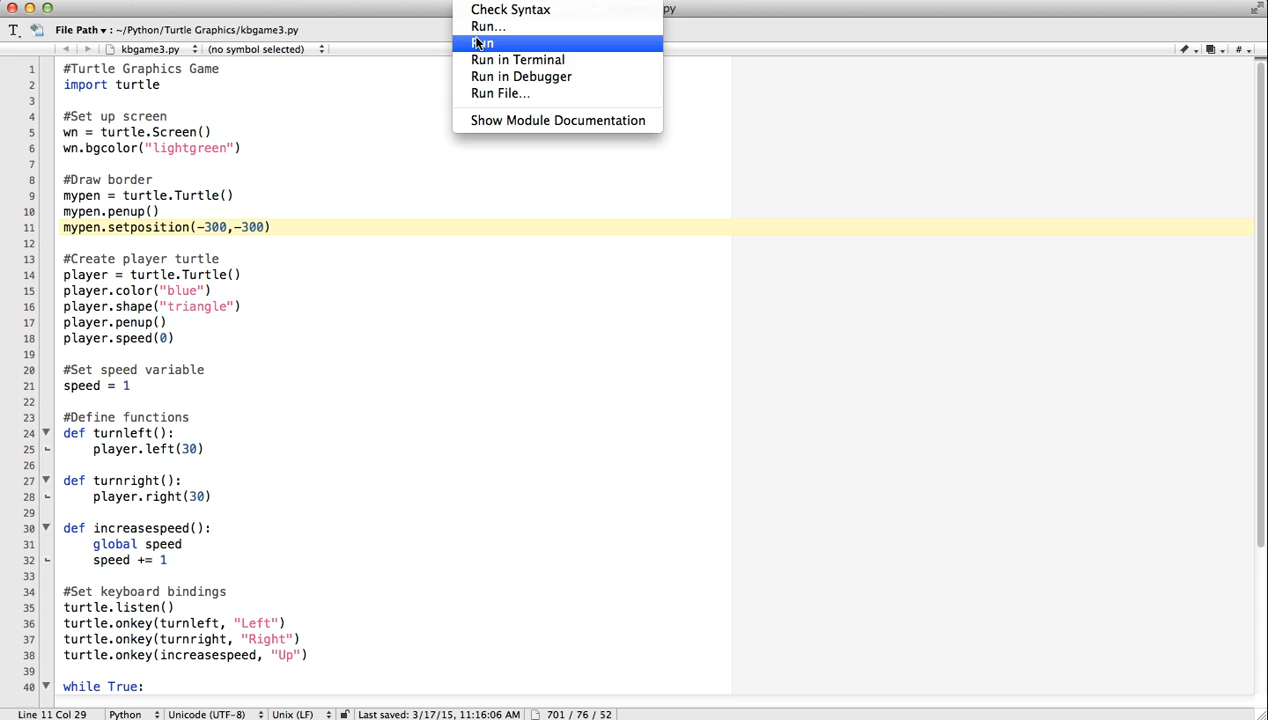 Check Syntax
py
Run...
T File Path ▾ : ~/Python/Turtle Graphics/kbgame3.py
Run
kbgame3.py (no symbol selected)
#
Run in Terminal
Run in Debugger
Run File...
Show Module Documentation
1 #Turtle Graphics Game
2 import turtle
3
4 #Set up screen
5 wn = turtle.Screen()
6 wn.bgcolor("lightgreen")
7
8 #Draw border
9 mypen = turtle.Turtle()
10 mypen.penup()
11 mypen.setposition(-300,-300)
12
13 #Create player turtle
14 player = turtle.Turtle()
15 player.color("blue")
16 player.shape("triangle")
17 player.penup()
18 player.speed(0)
19
20 #Set speed variable
21 speed = 1
22
23 #Define functions
24 def turnleft():
25 player.left(30)
26
27 def turnright():
28 player.right(30)
29
30 def increasespeed():
31 global speed
32 speed += 1
33
34 #Set keyboard bindings
35 turtle.listen()
36 turtle.onkey(turnleft, "Left")
37 turtle.onkey(turnright, "Right")
38 turtle.onkey(increasespeed, "Up")
39
40 while True:
Line 11 Col 29 Python Unicode (UTF-8) Unix (LF) Last saved: 3/17/15, 11:16:06 AM 701 / 76 / 52